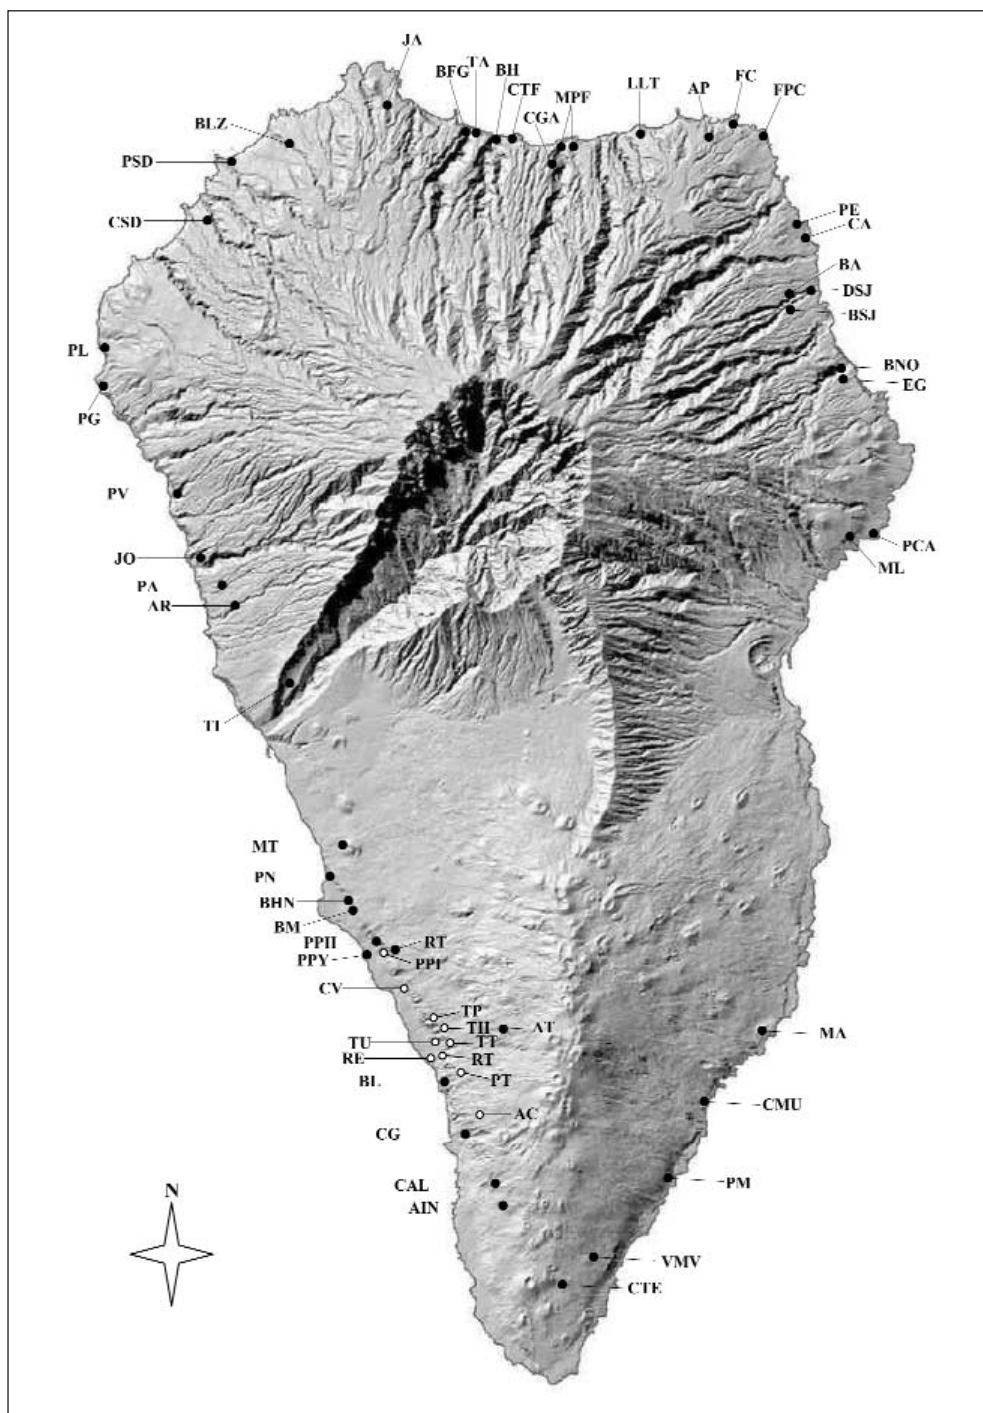 JA
TA
BFG
BH
CTF
MPF
CGA
LLT
AP
FC
FPC
BLZ
PSD
CSD
PE
CA
BA
DSJ
BSJ
PL
PG
BNO
EG
PV
JO
PA
AR
PCA
ML
TI
MT
PN
BHN
BM
PPH
RT
PPY
PPI
CV
TP
TH
AT
TU
TT
RE
RT
BL
PT
MA
AC
CMU
CG
CAL
PM
AIN
N
VMV
CTE